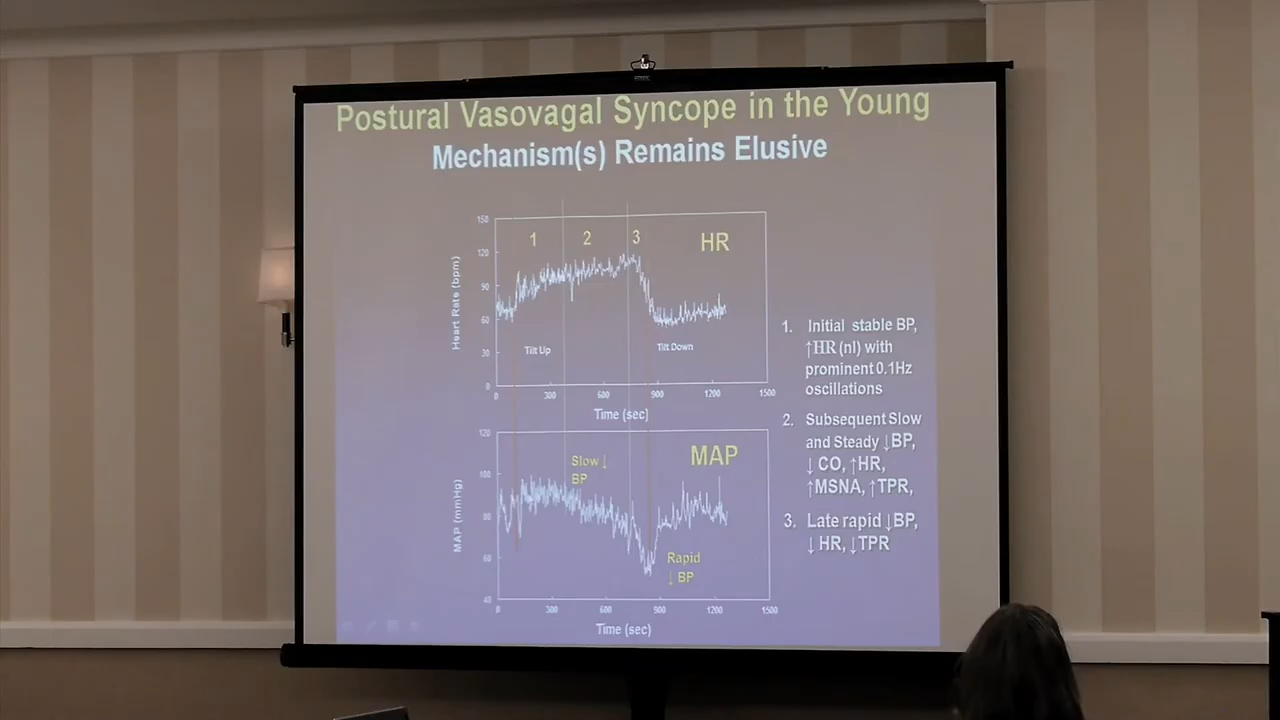 Postural Vasovagal Syncope in the Young
Mechanism(s) Remains Elusive
150
120
90
60
30
0
Heart Rate (bpm)
1
2
3
HR
Tilt Up
Tilt Down
0
300
600
900
1200
1500
Time (sec)
120
100
80
60
40
MAP (mmHg)
Slow ↓
BP
MAP
Rapid
↓ BP
0
300
600
900
1200
1500
Time (sec)
1. Initial stable BP,
↑HR (nl) with
prominent 0.1Hz
oscillations
2. Subsequent Slow
and Steady ↓BP,
↓CO, ↑HR,
↑MSNA, ↑TPR,
3. Late rapid ↓BP,
↓HR, ↓TPR